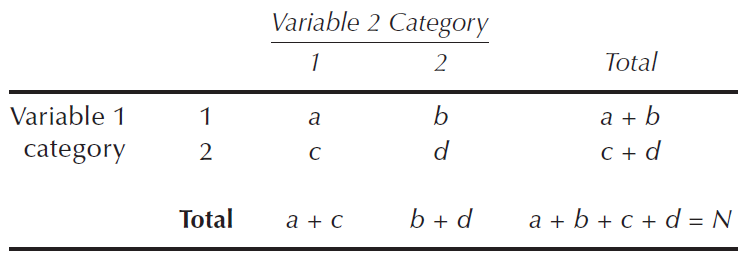 Variable 2 Category
1 2 Total
Variable 1 1 a b a + b
category 2 c d c + d
Total a + c b + d a + b + c + d = N